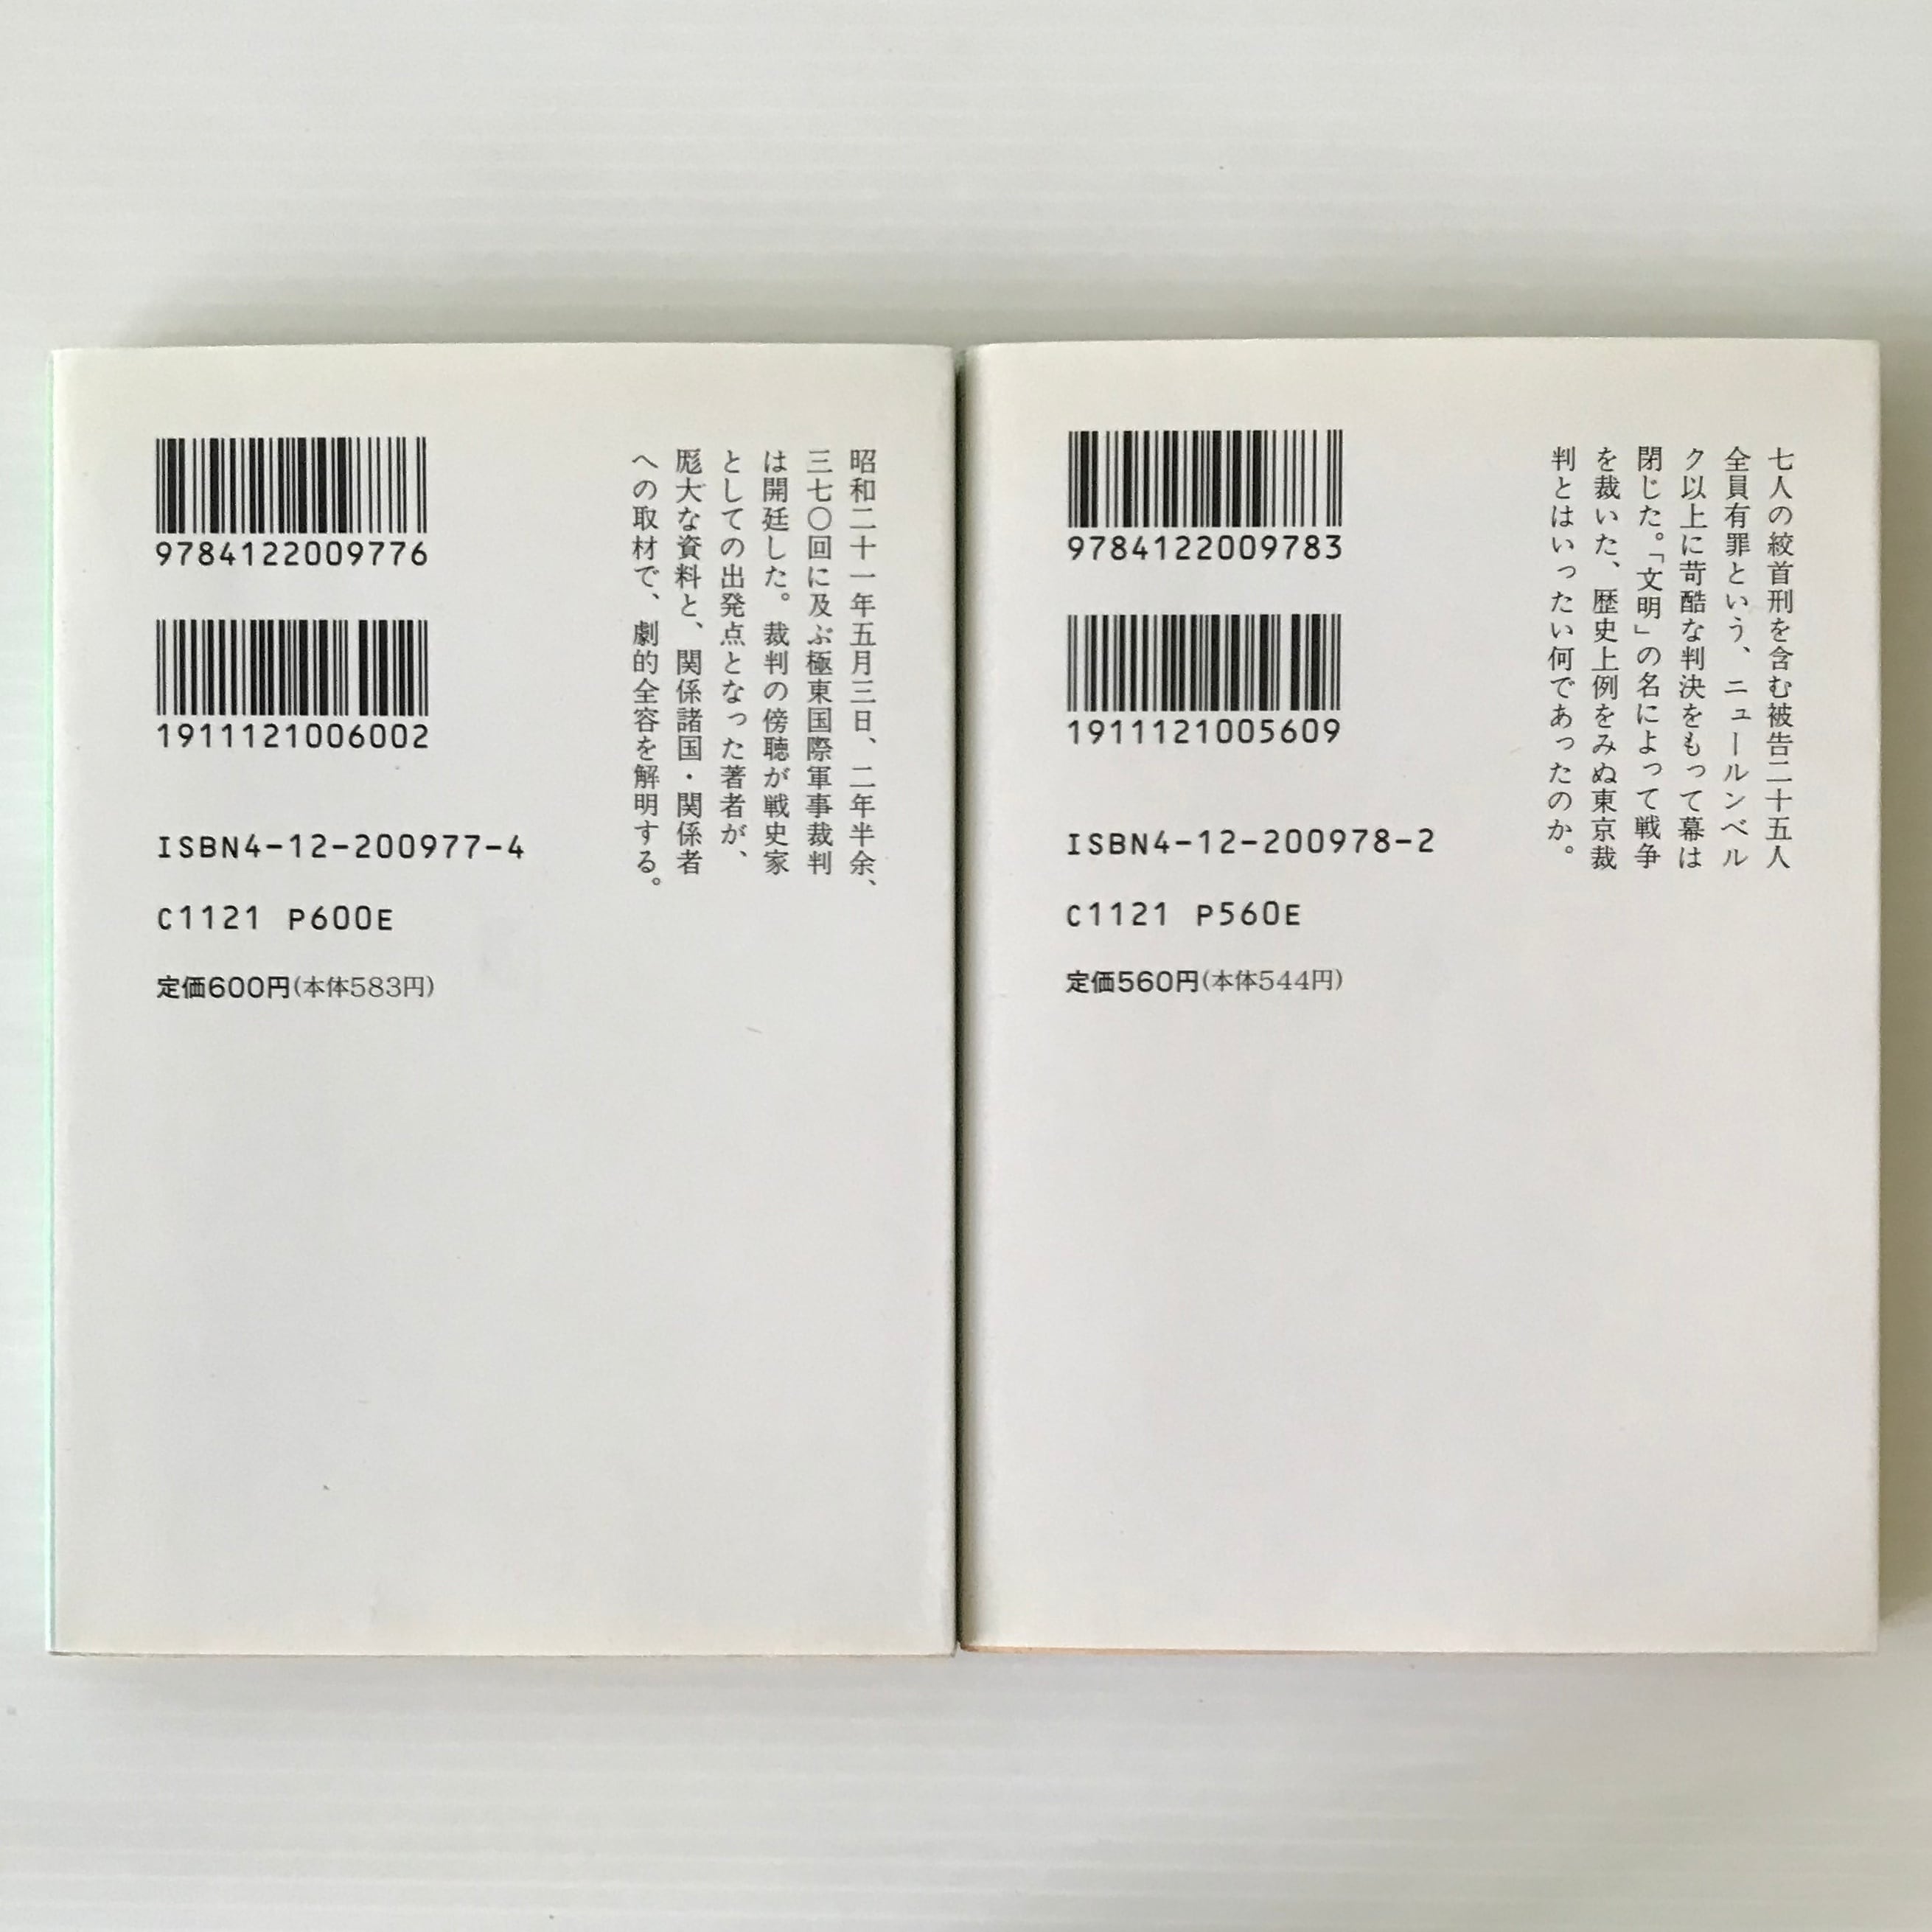 9784122009776
1911121006002
ISBN4-12-200977-4
C1121 P600E
定価600円(本体583円)
昭和二十一年五月三日、二年半余、
三七〇回に及ぶ極東国際軍事裁判
は開廷した。裁判の傍聴が戦史家
としての出発点となった著者が、
厖大な資料と、関係諸国・関係者
への取材で、劇的全容を解明する。
9784122009783
1911121005609
ISBN4-12-200978-2
C1121 P560E
定価560円(本体544円)
七人の絞首刑を含む被告二十五人
全員有罪という、ニュールンベル
ク以上に苛酷な判決をもって幕は
閉じた。「文明」の名によって戦争
を裁いた、歴史上例をみぬ東京裁
判とはいったい何であったのか。